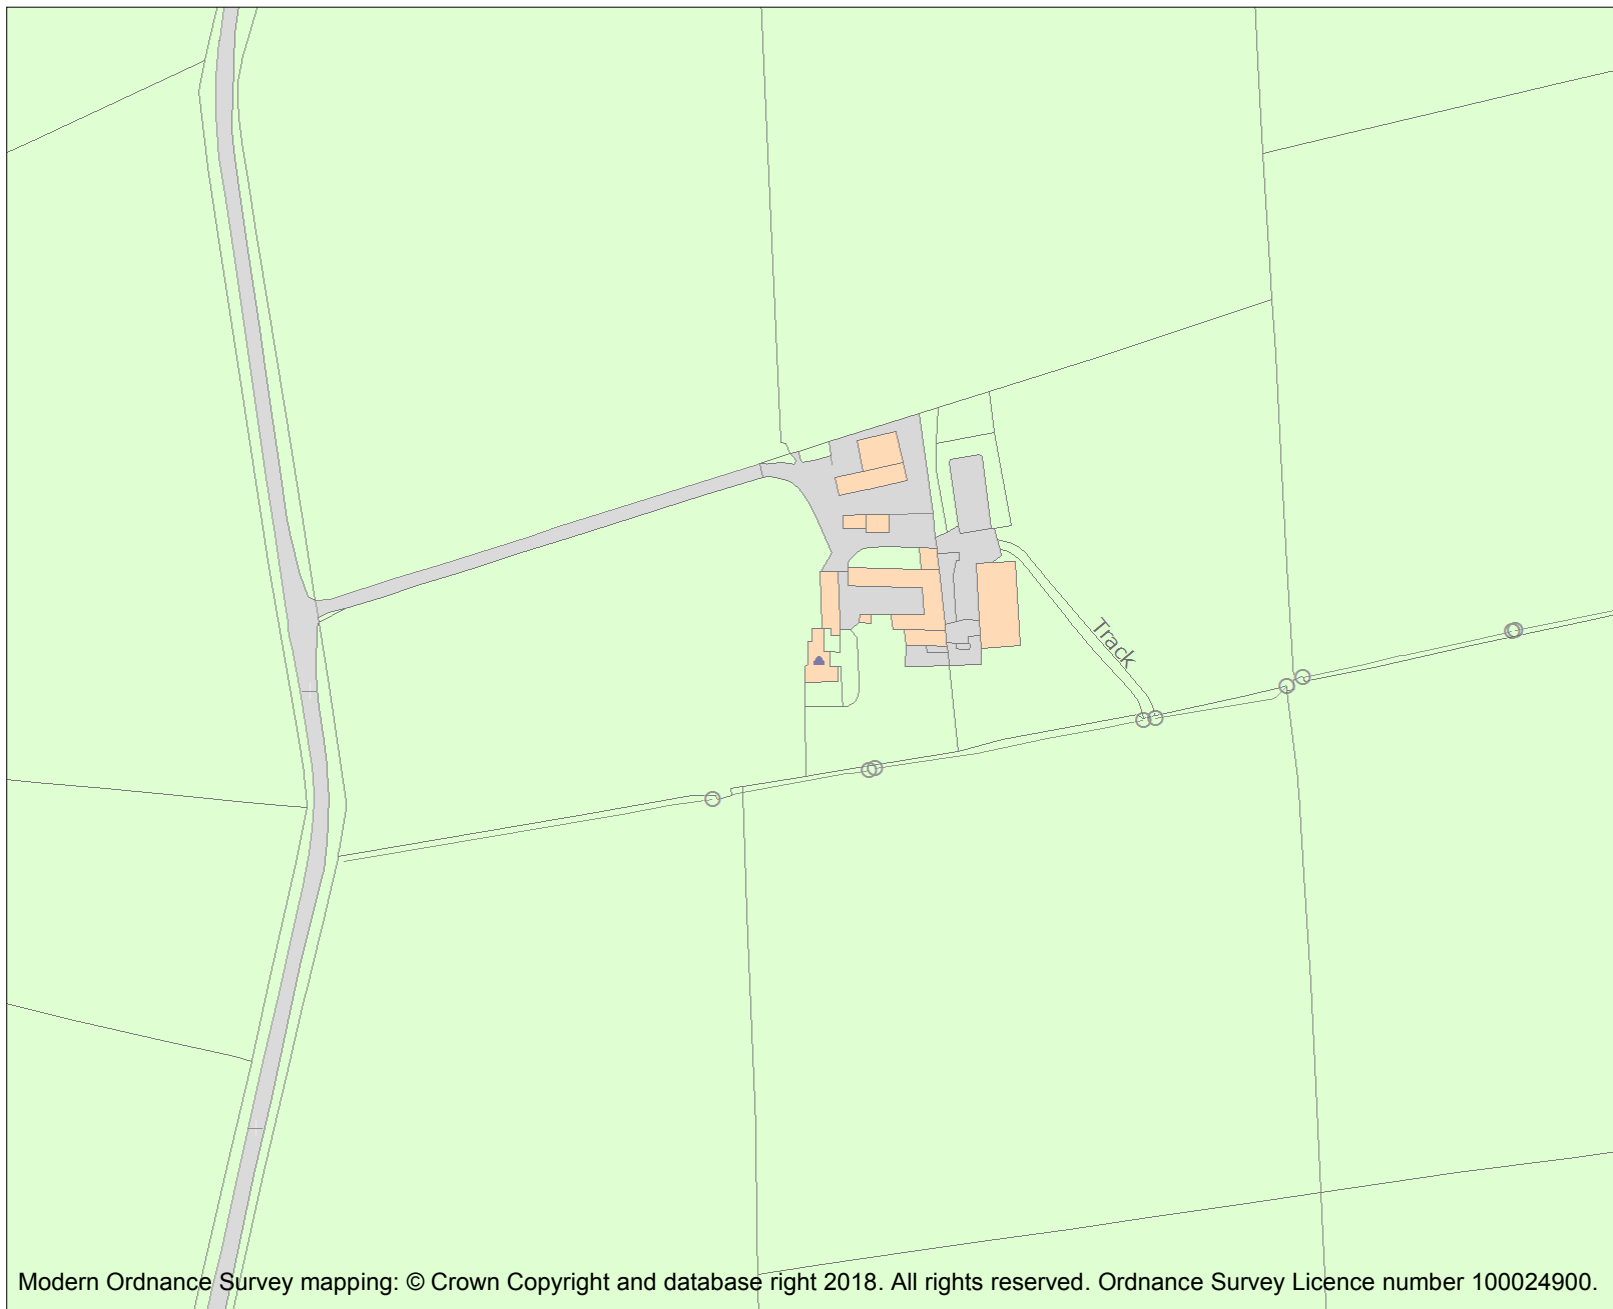 Track
Modern Ordnance Survey mapping: © Crown Copyright and database right 2018. All rights reserved. Ordnance Survey Licence number 100024900.